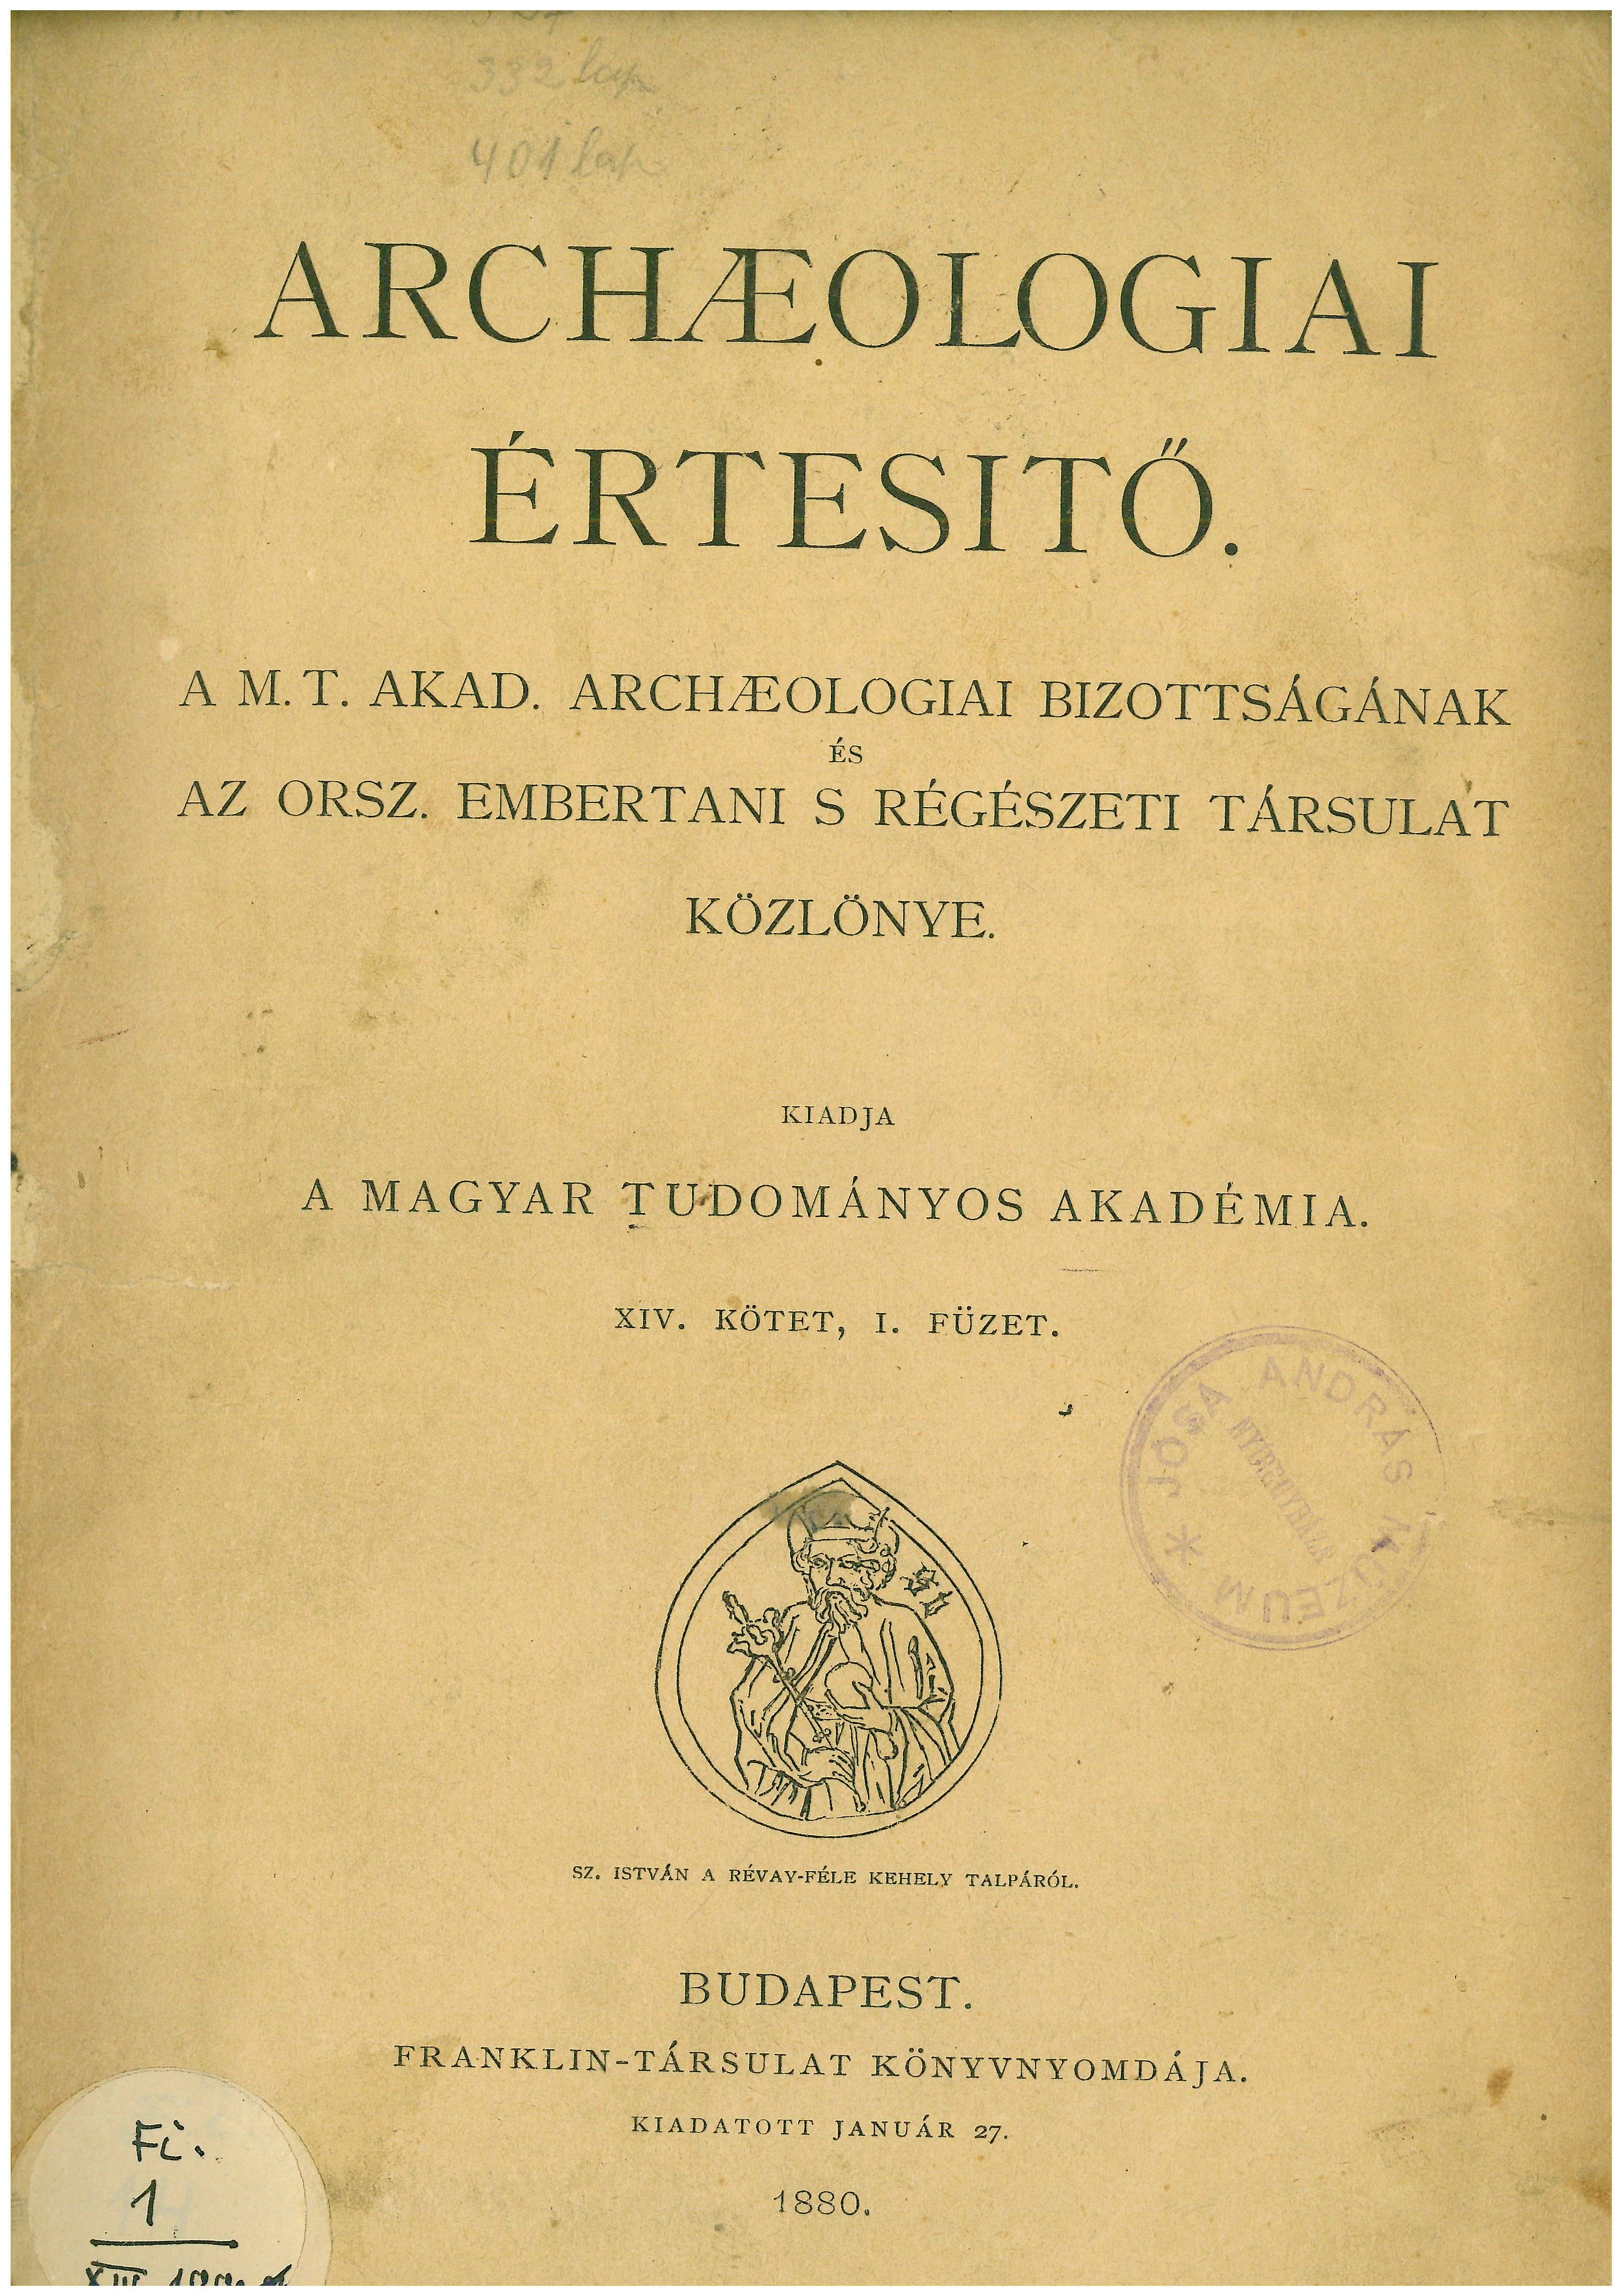 332 lap
401 lap
ARCHÆOLOGIAI
ÉRTESITŐ.
A M. T. AKAD. ARCHÆOLOGIAI BIZOTTSÁGÁNAK
ÉS
AZ ORSZ. EMBERTANI S RÉGÉSZETI TÁRSULAT
KÖZLÖNYE.
KIADJA
A MAGYAR TUDOMÁNYOS AKADÉMIA.
XIV. KÖTET, I. FÜZET.
JÓSA ANDRÁS MÚZEUM
NYÍREGYHÁZA
SZ. ISTVÁN A RÉVAY-FÉLE KEHELY TALPÁRÓL.
BUDAPEST.
FRANKLIN-TÁRSULAT KÖNYVNYOMDÁJA.
KIADATOTT JANUÁR 27.
1880.
Fi.
1